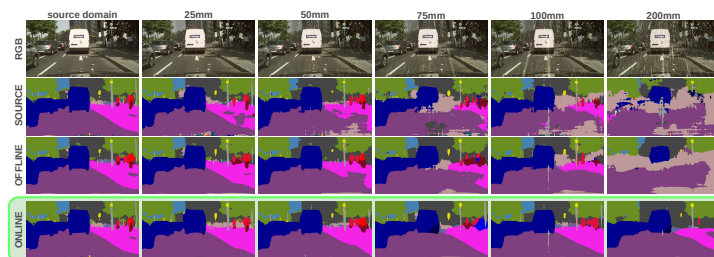 source domain 25mm 50mm 75mm 100mm 200mm
RGB
SOURCE
OFFLINE
ONLINE